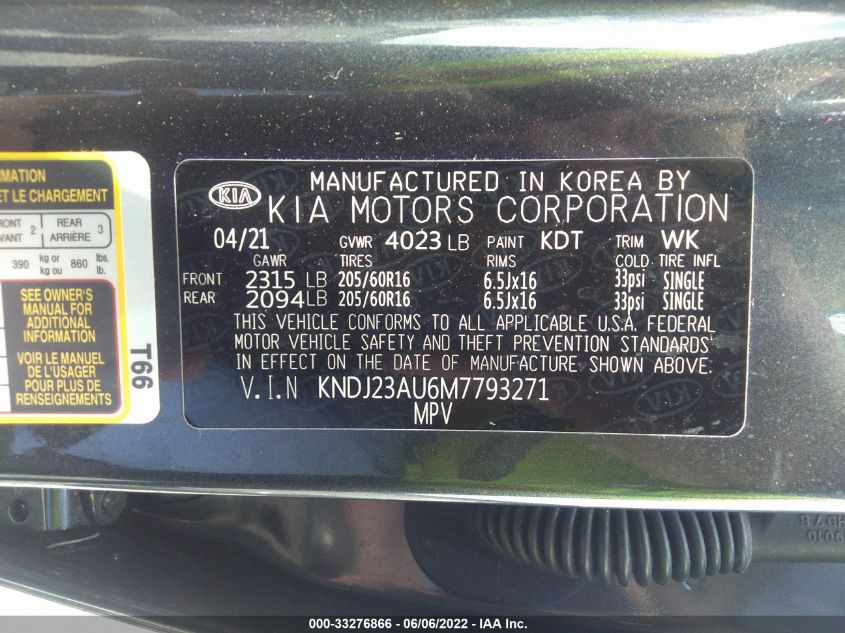 MANUFACTURED IN KOREA BY
KIA
KIA MOTORS CORPORATION
04/21 GVWR 4023 LB PAINT KDT TRIM WK
GAWR TIRES RIMS COLD TIRE INFL
FRONT 2315 LB 205/60R16 6.5Jx16 33psi SINGLE
REAR 2094 LB 205/60R16 6.5Jx16 33psi SINGLE
THIS VEHICLE CONFORMS TO ALL APPLICABLE U.S.A. FEDERAL
MOTOR VEHICLE SAFETY AND THEFT PREVENTION STANDARDS
IN EFFECT ON THE DATE OF MANUFACTURE SHOWN ABOVE.
V.I.N KNDJ23AU6M7793271
MPV
ET LE CHARGEMENT
2 REAR 3
ARRIÈRE
390 kg or 860 lbs.
kg ou lb.
SEE OWNER'S
MANUAL FOR
ADDITIONAL
INFORMATION
VOIR LE MANUEL
DE L'USAGER
POUR PLUS DE
RENSEIGNEMENTS
T66
000-33276866 - 06/06/2022 - IAA Inc.